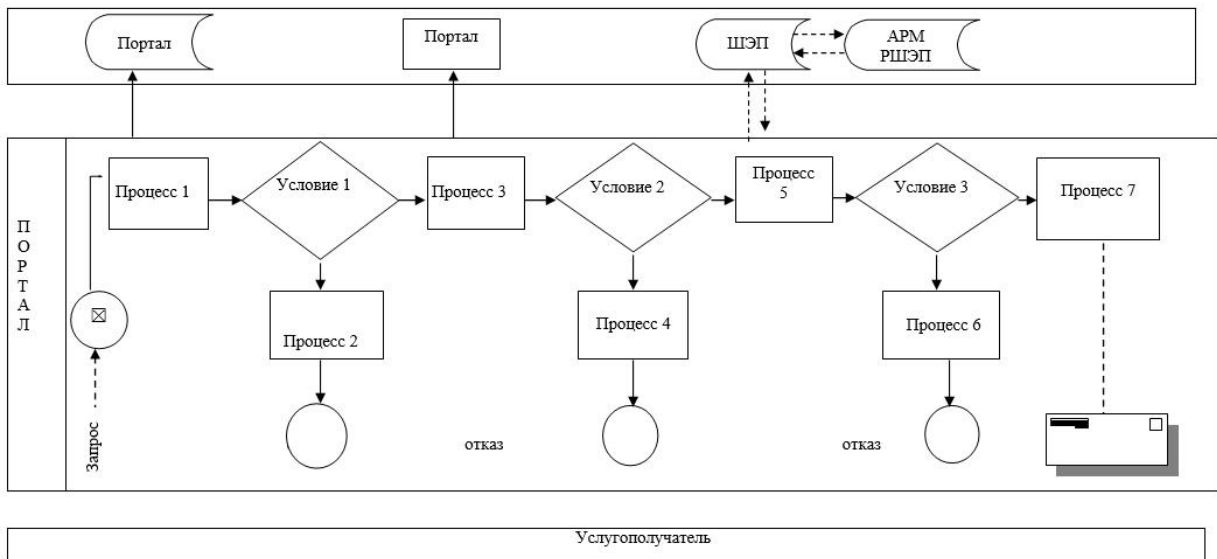 Портал
Портал
ШЭП
АРМ
РШЭП
ПОРТАЛ
Процесс 1
Условие 1
Процесс 3
Условие 2
Процесс
5
Условие 3
Процесс 7
Процесс 2
Процесс 4
Процесс 6
Запрос
отказ
отказ
Услугополучатель